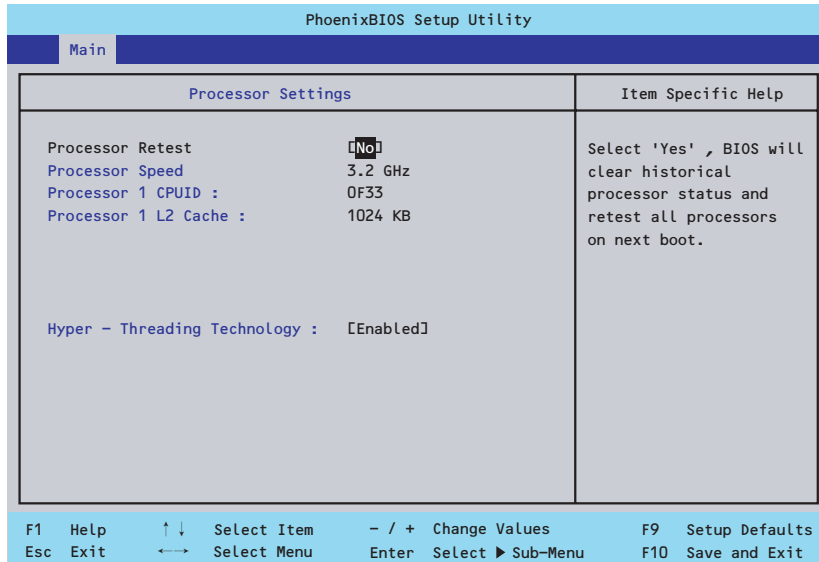 PhoenixBIOS Setup Utility
Main
Processor Settings
Item Specific Help
Processor Retest [No]
Processor Speed 3.2 GHz
Processor 1 CPUID : 0F33
Processor 1 L2 Cache : 1024 KB
Hyper - Threading Technology : [Enabled]
Select 'Yes' , BIOS will
clear historical
processor status and
retest all processors
on next boot.
F1 Help ↑↓ Select Item - / + Change Values F9 Setup Defaults
Esc Exit ←→ Select Menu Enter Select ▶ Sub-Menu F10 Save and Exit